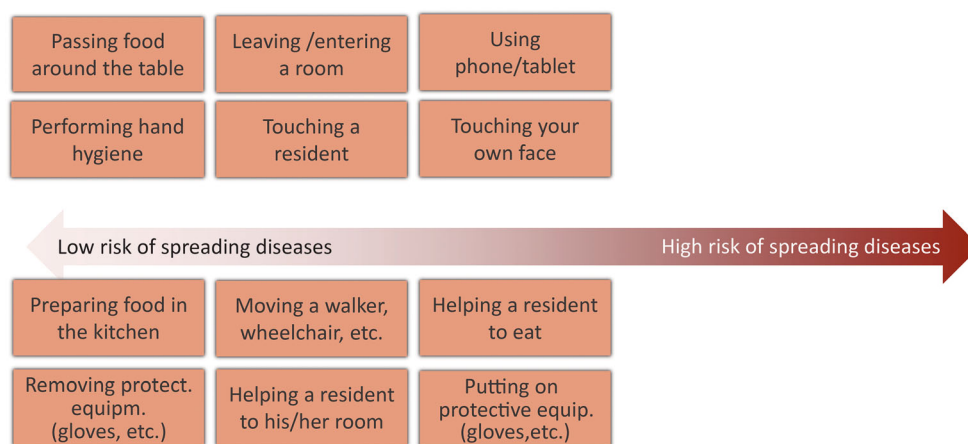 Passing food
around the table
Leaving /entering
a room
Using
phone/tablet
Performing hand
hygiene
Touching a
resident
Touching your
own face
Low risk of spreading diseases
High risk of spreading diseases
Preparing food in
the kitchen
Moving a walker,
wheelchair, etc.
Helping a resident
to eat
Removing protect.
equipm.
(gloves, etc.)
Helping a resident
to his/her room
Putting on
protective equip.
(gloves,etc.)